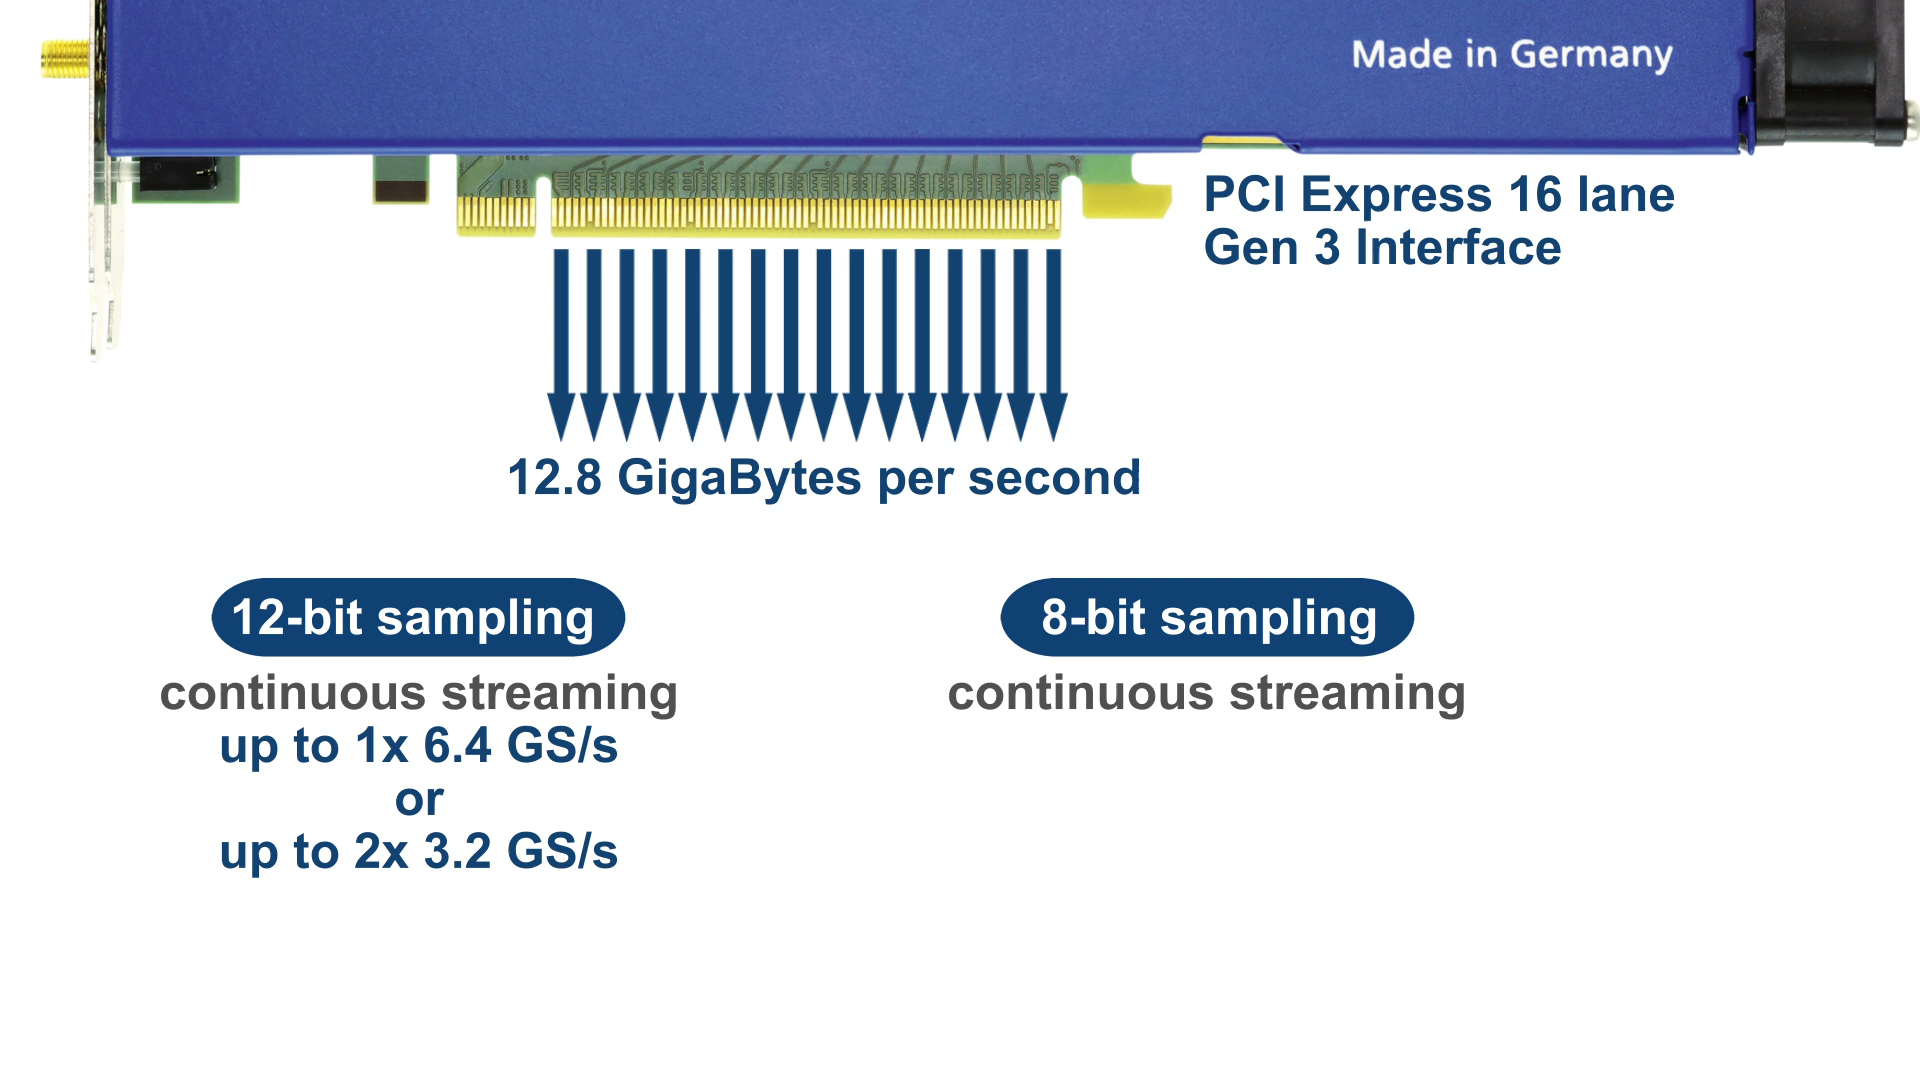 Made in Germany
PCI Express 16 lane
Gen 3 Interface
12.8 GigaBytes per second
12-bit sampling
continuous streaming
up to 1x 6.4 GS/s
or
up to 2x 3.2 GS/s
8-bit sampling
continuous streaming